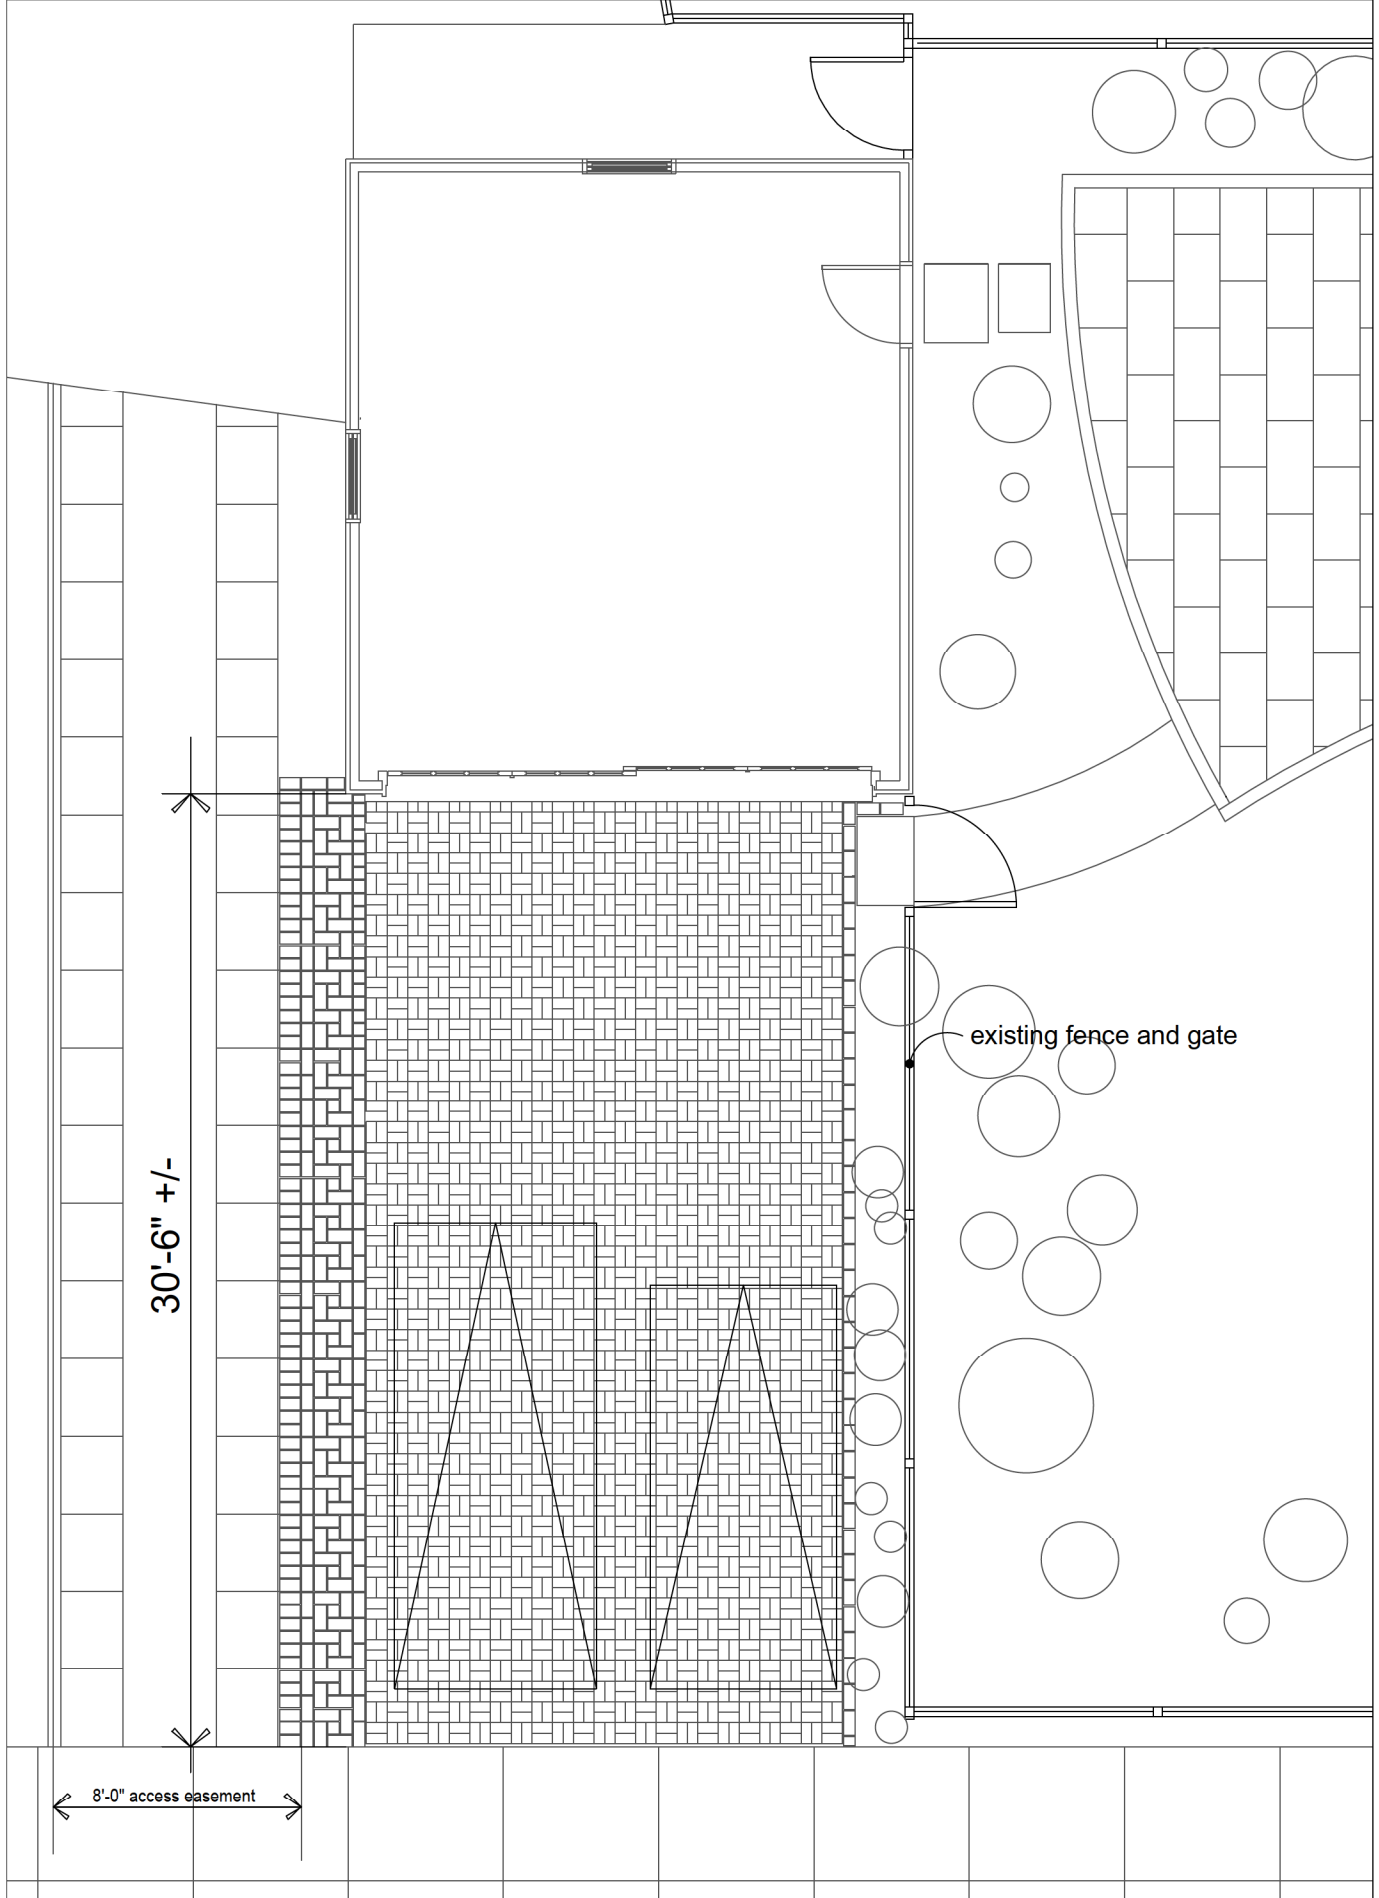 existing fence and gate
30'-6" +/-
8'-0" access easement